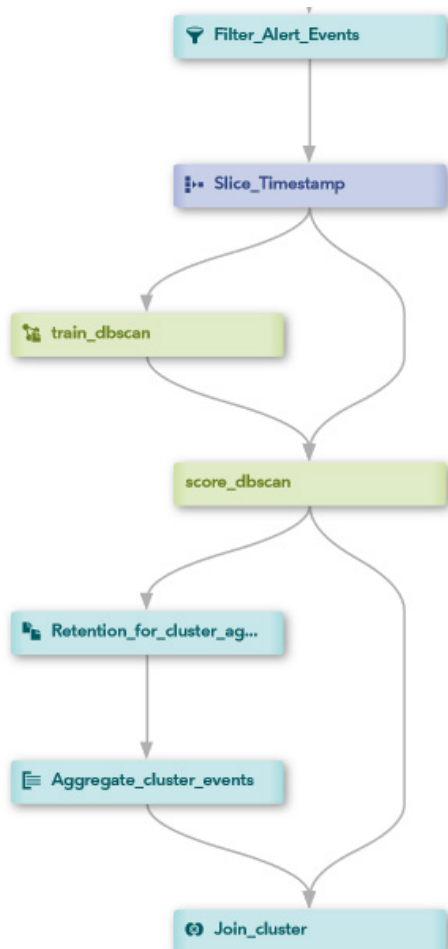 Filter_Alert_Events
Slice_Timestamp
train_dbscan
score_dbscan
Retention_for_cluster_ag...
Aggregate_cluster_events
Join_cluster